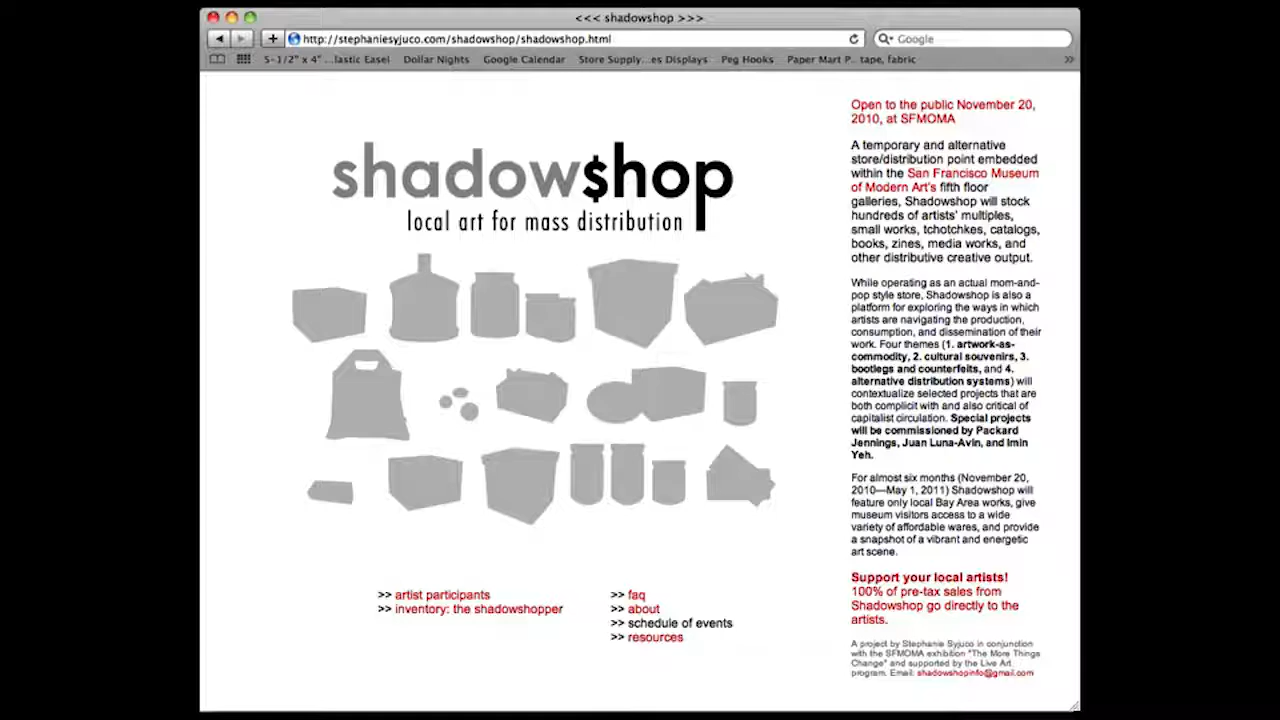 <<< shadowshop >>>
http://stephaniesyjuco.com/shadowshop/shadowshop.html
Google
5-1/2" x 4" ...lastic Easel Dollar Nights Google Calendar Store Supply...es Displays Peg Hooks Paper Mart P... tape, fabric
shadow$hop
local art for mass distribution
>> artist participants
>> inventory: the shadowshopper
>> faq
>> about
>> schedule of events
>> resources
Open to the public November 20,
2010, at SFMOMA
A temporary and alternative
store/distribution point embedded
within the San Francisco Museum
of Modern Art's fifth floor
galleries, Shadowshop will stock
hundreds of artists' multiples,
small works, tchotchkes, catalogs,
books, zines, media works, and
other distributive creative output.
While operating as an actual mom-and-
pop style store, Shadowshop is also a
platform for exploring the ways in which
artists are navigating the production,
consumption, and dissemination of their
work. Four themes (1. artwork-as-
commodity, 2. cultural souvenirs, 3.
bootlegs and counterfeits, and 4.
alternative distribution systems) will
contextualize selected projects that are
both complicit with and also critical of
capitalist circulation. Special projects
will be commissioned by Packard
Jennings, Juan Luna-Avin, and Imin
Yeh.
For almost six months (November 20,
2010—May 1, 2011) Shadowshop will
feature only local Bay Area works, give
museum visitors access to a wide
variety of affordable wares, and provide
a snapshot of a vibrant and energetic
art scene.
Support your local artists!
100% of pre-tax sales from
Shadowshop go directly to the
artists.
A project by Stephanie Syjuco in conjunction
with the SFMOMA exhibition "The More Things
Change" and supported by the Live Art
program. Email: shadowshopinfo@gmail.com